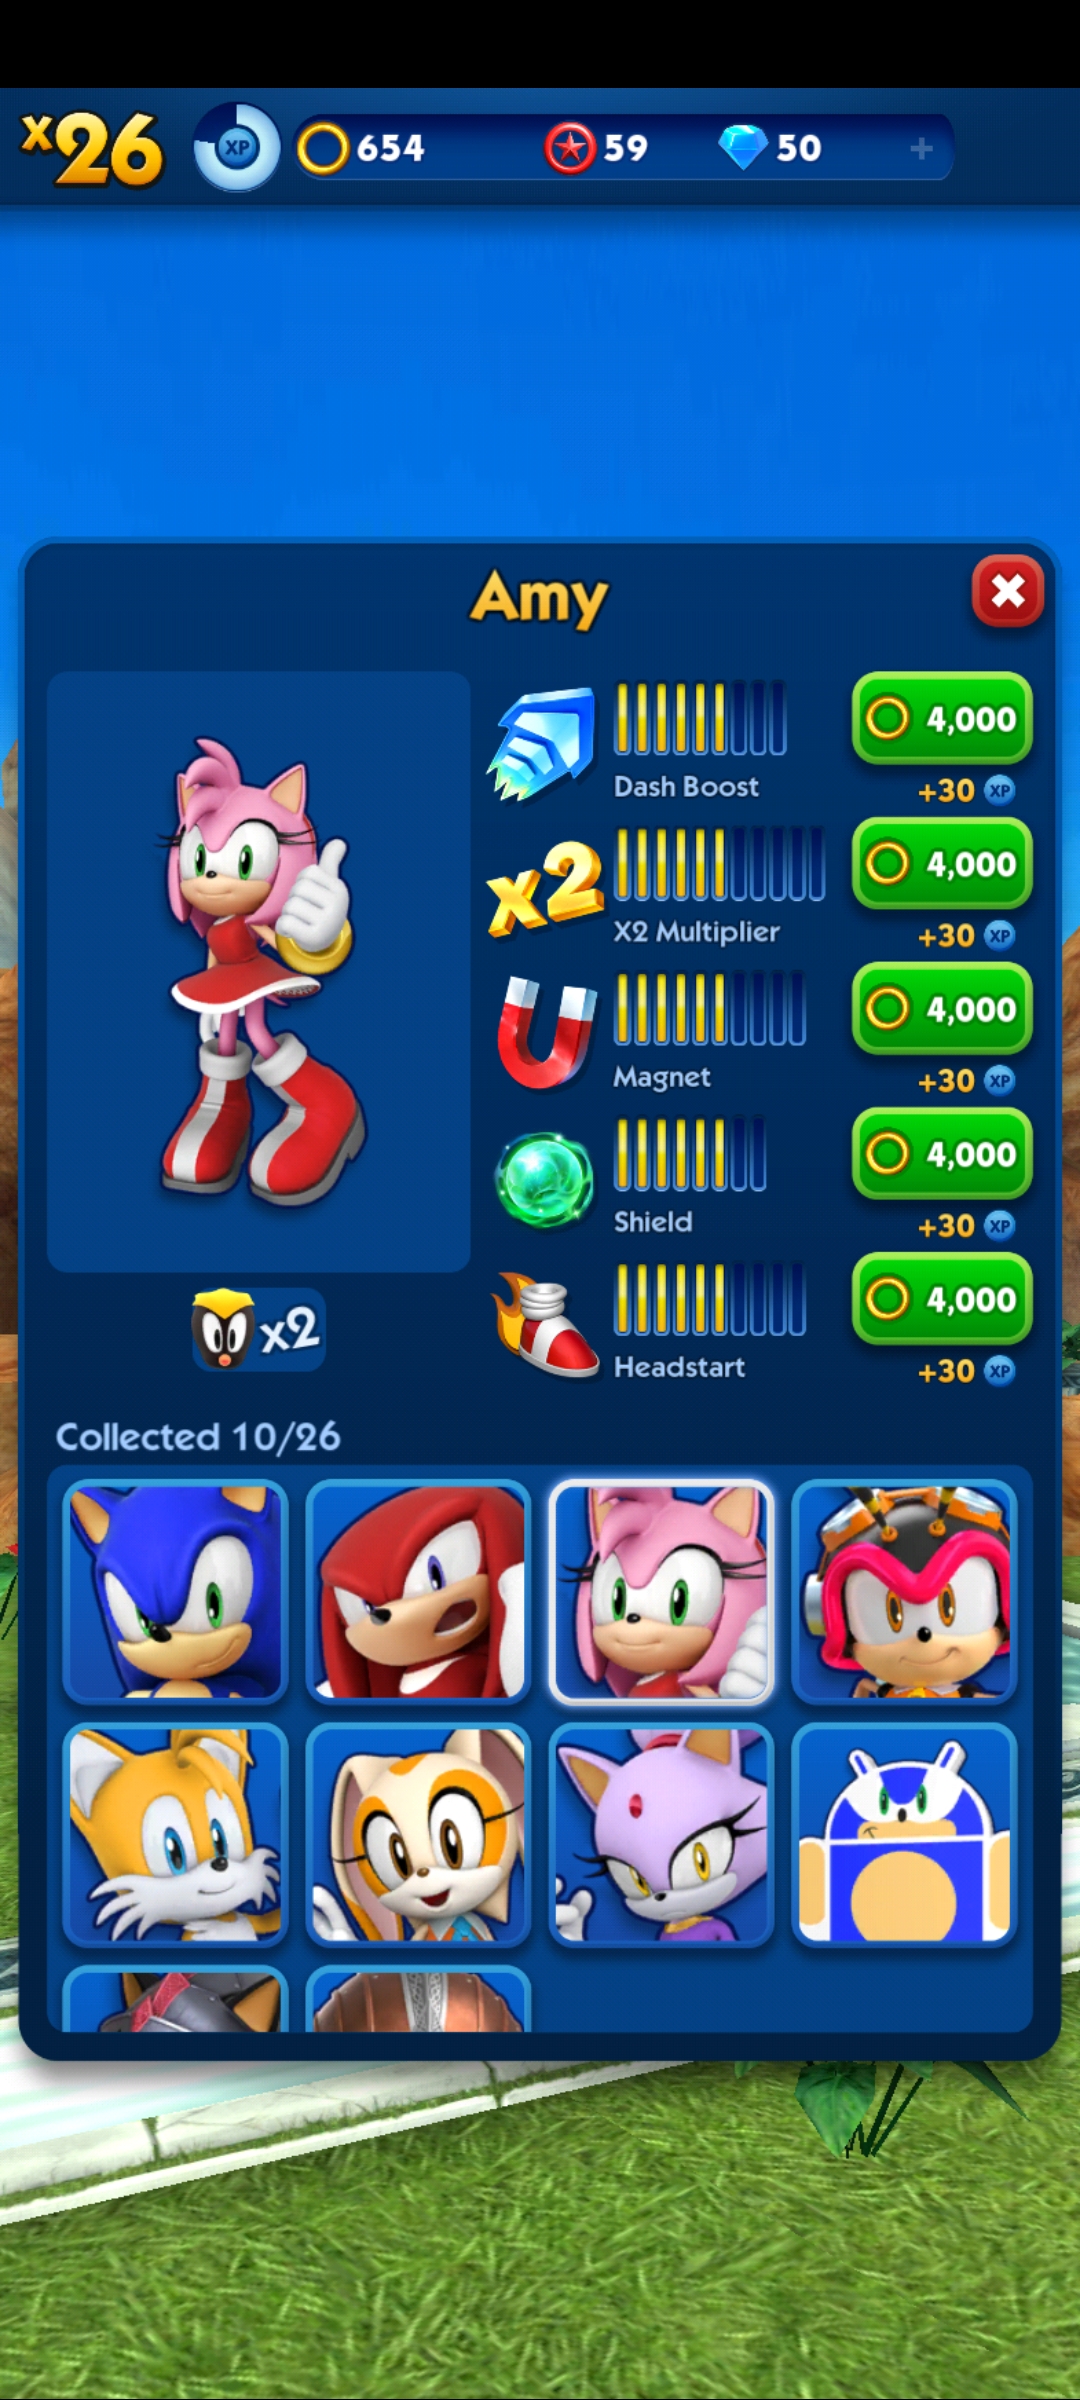 x26 XP 654 59 50 +
Amy
4,000
Dash Boost +30 XP
x2 4,000
X2 Multiplier +30 XP
4,000
Magnet +30 XP
4,000
Shield +30 XP
x2 4,000
Headstart +30 XP
Collected 10/26